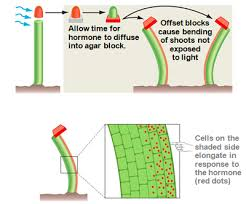 Allow time for
hormone to diffuse
into agar block.
Offset blocks
cause bending
of shoots not
exposed
to light
Cells on the
shaded side
elongate in
response to
the hormone
(red dots)